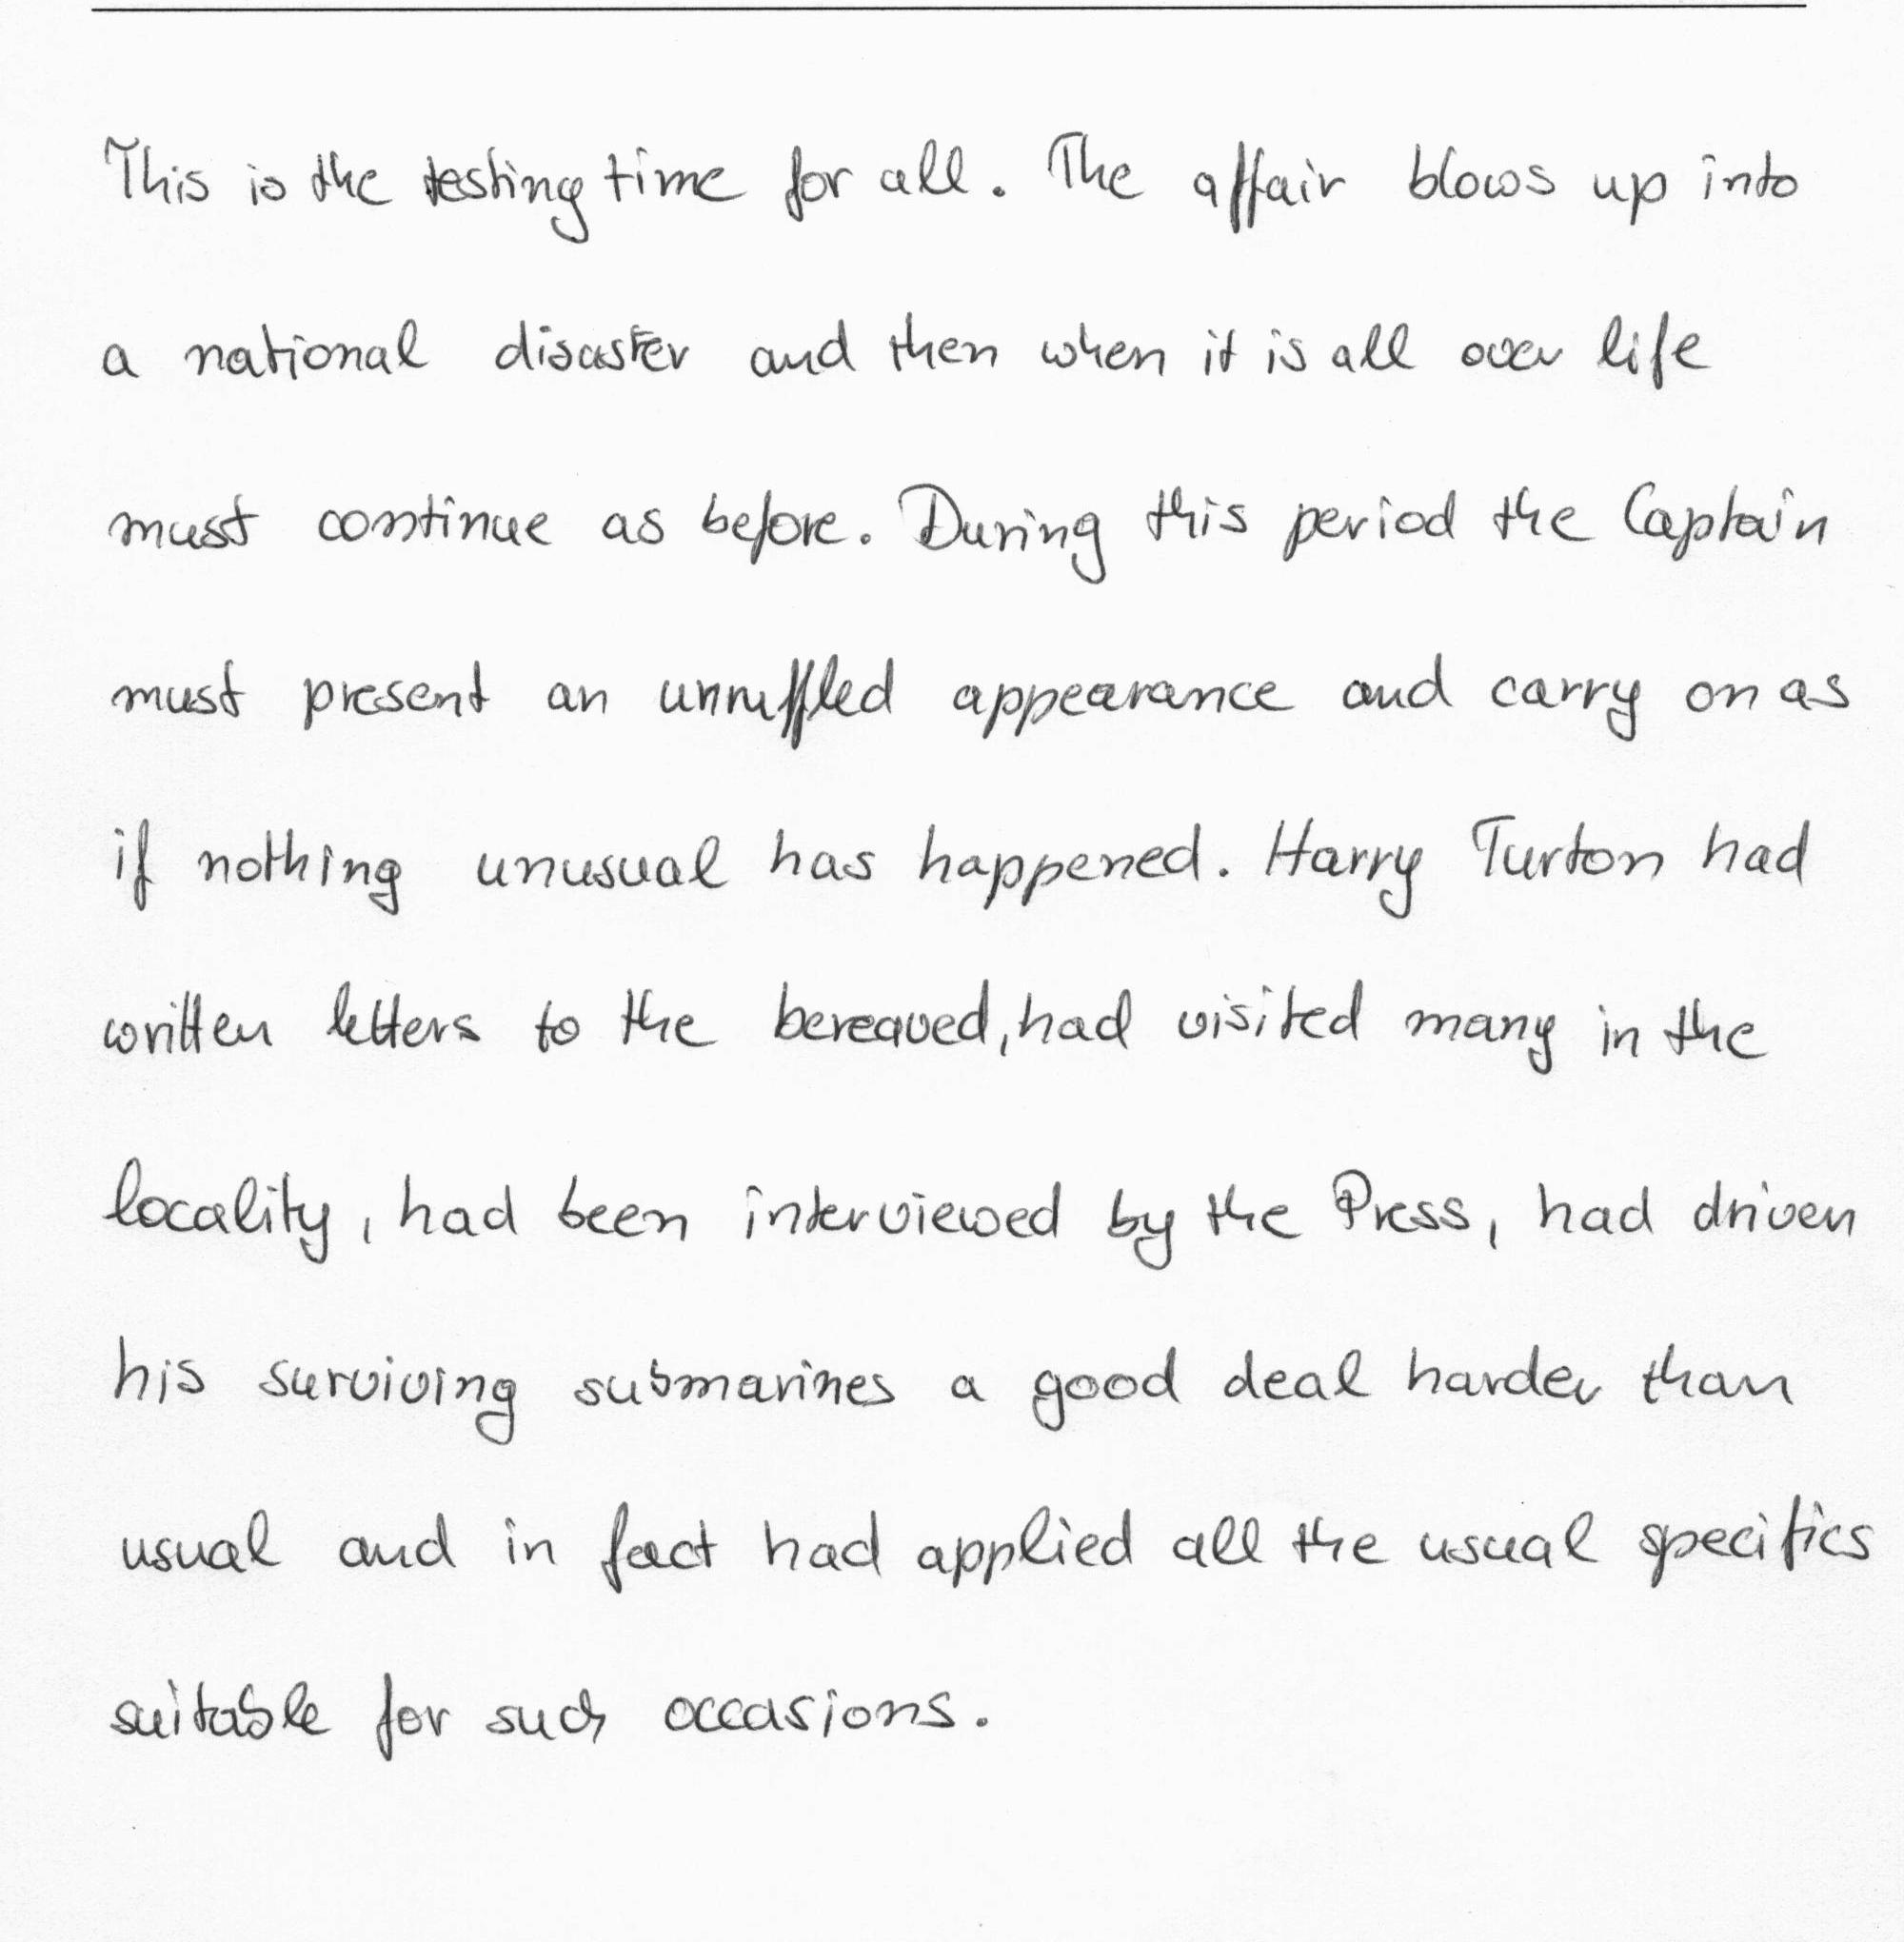 This is the testing time for all. The affair blows up into
a national disaster and then when it is all over life
must continue as before. During this period the Captain
must present an unruffled appearance and carry on as
if nothing unusual has happened. Harry Turton had
written letters to the bereaved, had visited many in the
locality, had been interviewed by the Press, had driven
his surviving submarines a good deal harder than
usual and in fact had applied all the usual specifics
suitable for such occasions.